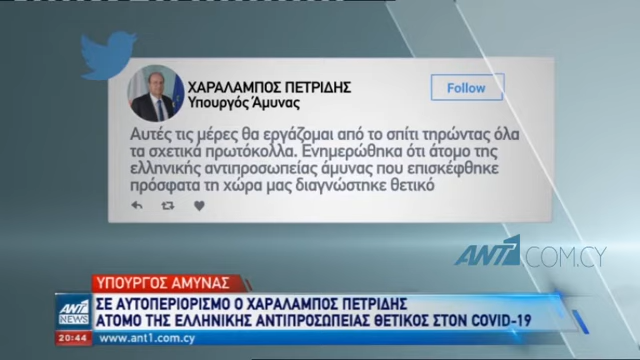 ΧΑΡΑΛΑΜΠΟΣ ΠΕΤΡΙΔΗΣ
Υπουργός Άμυνας
Follow
Αυτές τις μέρες θα εργάζομαι από το σπίτι τηρώντας όλα
τα σχετικά πρωτόκολλα. Ενημερώθηκα ότι άτομο της
ελληνικής αντιπροσωπείας άμυνας που επισκέφθηκε
πρόσφατα τη χώρα μας διαγνώστηκε θετικό
ANT1.COM.CY
ΥΠΟΥΡΓΟΣ ΑΜΥΝΑΣ
ΣΕ ΑΥΤΟΠΕΡΙΟΡΙΣΜΟ Ο ΧΑΡΑΛΑΜΠΟΣ ΠΕΤΡΙΔΗΣ
ΑΤΟΜΟ ΤΗΣ ΕΛΛΗΝΙΚΗΣ ΑΝΤΙΠΡΟΣΩΠΕΙΑΣ ΘΕΤΙΚΟΣ ΣΤΟΝ COVID-19
ANT1
NEWS
20:44
www.ant1.com.cy